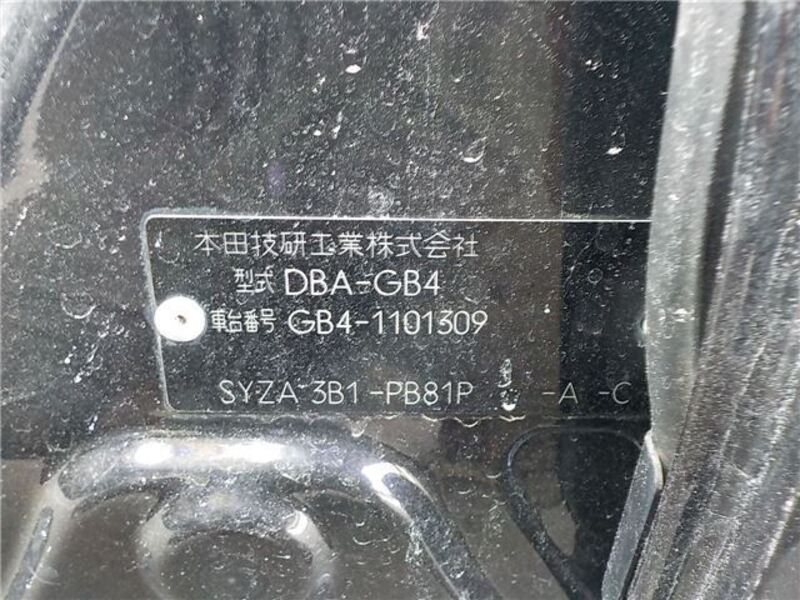 本田技研工業株式会社
型式 DBA-GB4
車台番号 GB4-1101309
SYZA 3B1 -PB81P -A -C